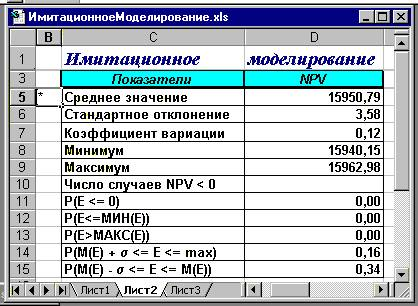 ИмитационноеМоделирование.xls
B C D
1 Имитационное моделирование
3 Показатели NPV
5 * Среднее значение 15950,79
6 Стандартное отклонение 3,58
7 Коэффициент вариации 0,12
8 Минимум 15940,15
9 Максимум 15962,98
10 Число случаев NPV < 0
11 P(E <= 0) 0,00
12 P(E<=МИН(E)) 0,00
13 P(E>МАКС(E)) 0,00
14 P(M(E) + σ <= E <= max) 0,16
15 P(M(E) - σ <= E <= M(E)) 0,34
Лист1 Лист2 Лист3